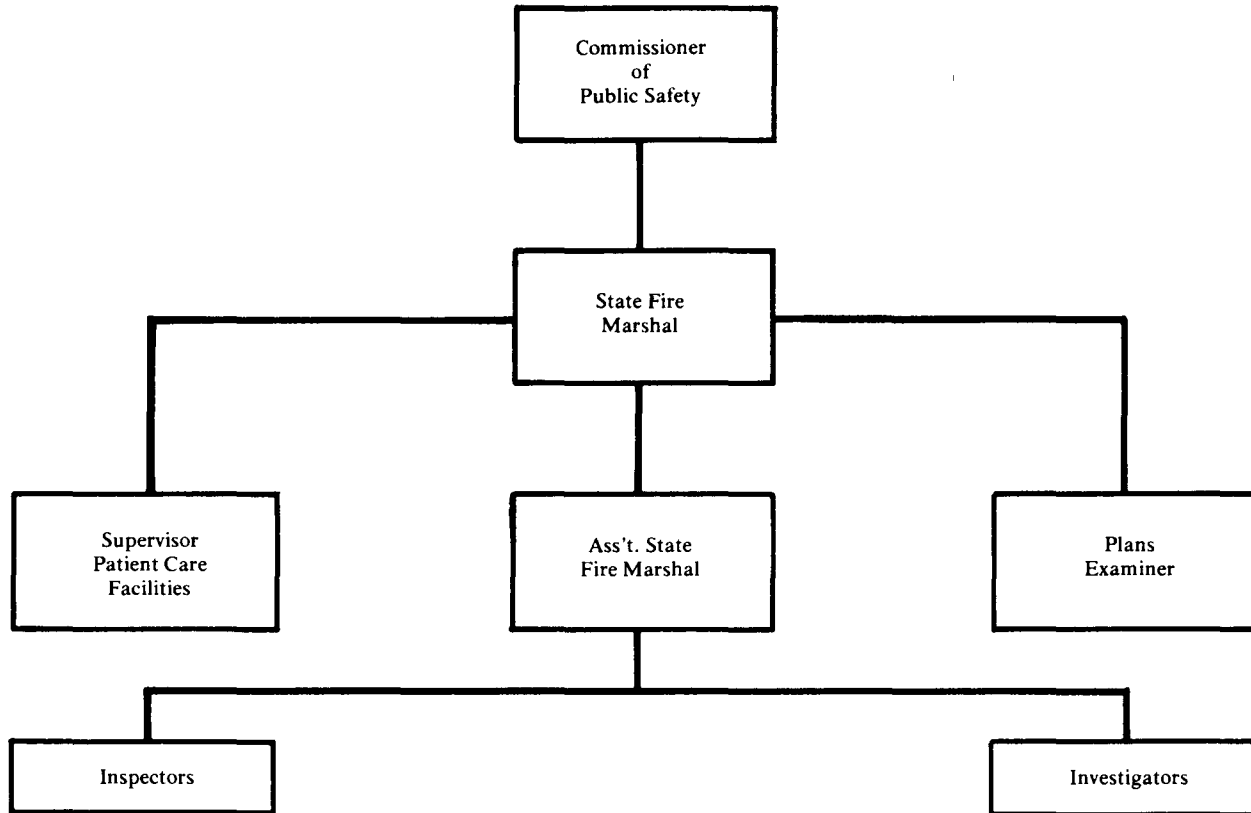 Commissioner
of
Public Safety
State Fire
Marshal
Supervisor
Patient Care
Facilities
Ass't. State
Fire Marshal
Plans
Examiner
Inspectors
Investigators